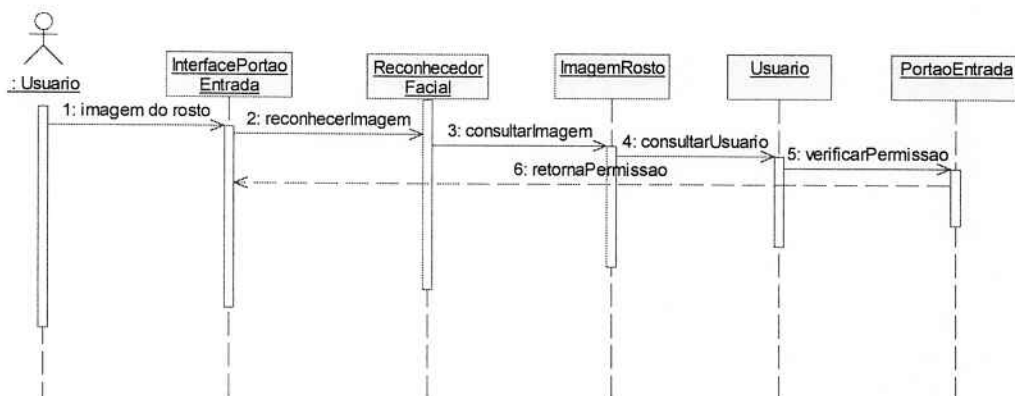 : Usuario
InterfacePortao
Entrada
Reconhecedor
Facial
ImagemRosto
Usuario
PortaoEntrada
1: imagem do rosto
2: reconhecerImagem
3: consultarImagem
4: consultarUsuario
5: verificarPermissao
6: retornaPermissao